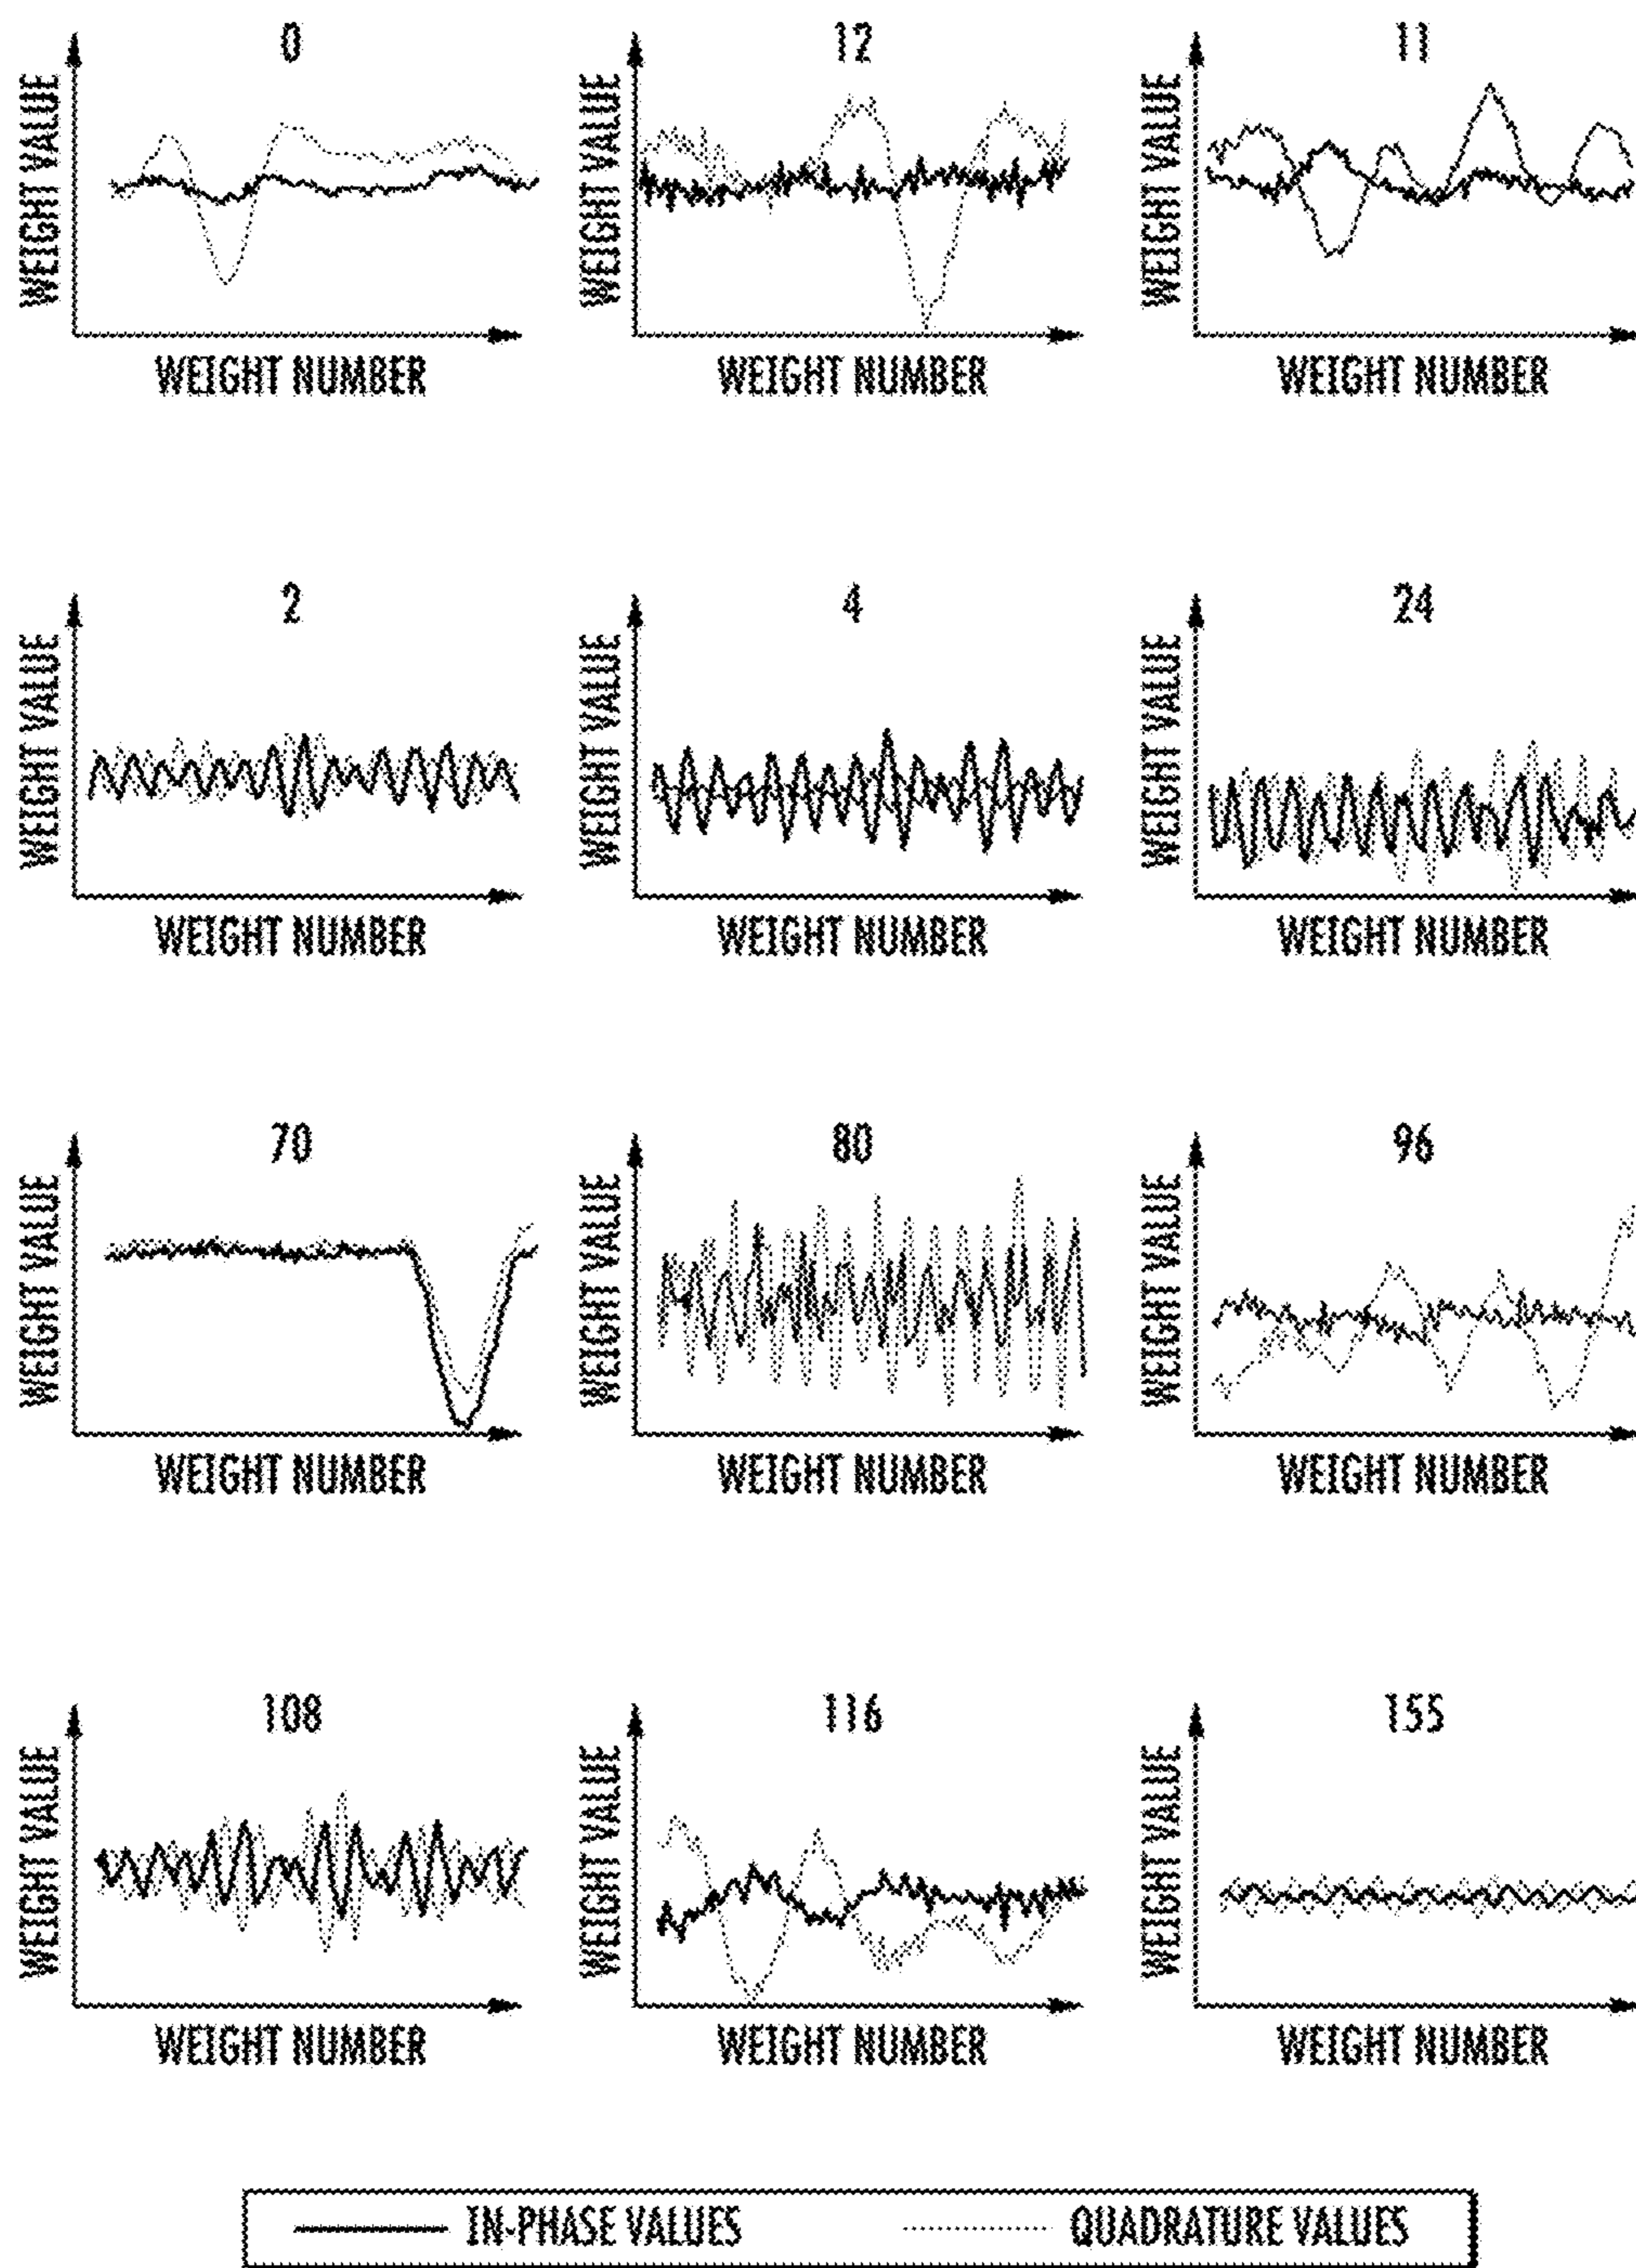 0
WEIGHT VALUE
WEIGHT NUMBER
12
WEIGHT VALUE
WEIGHT NUMBER
11
WEIGHT VALUE
WEIGHT NUMBER
2
WEIGHT VALUE
WEIGHT NUMBER
4
WEIGHT VALUE
WEIGHT NUMBER
24
WEIGHT VALUE
WEIGHT NUMBER
70
WEIGHT VALUE
WEIGHT NUMBER
80
WEIGHT VALUE
WEIGHT NUMBER
96
WEIGHT VALUE
WEIGHT NUMBER
108
WEIGHT VALUE
WEIGHT NUMBER
116
WEIGHT VALUE
WEIGHT NUMBER
155
WEIGHT VALUE
WEIGHT NUMBER
IN-PHASE VALUES
QUADRATURE VALUES